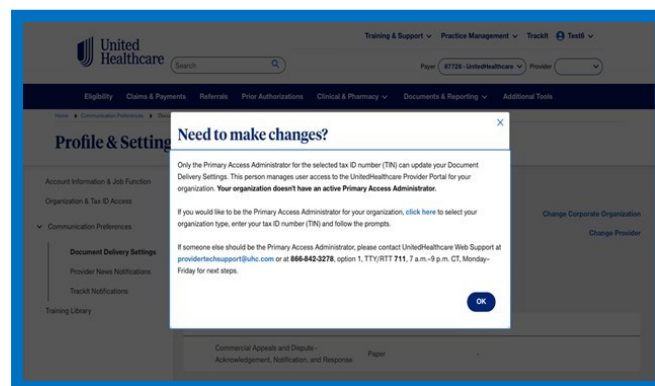 Training & Support Practice Management TrackIt Test6
United
Healthcare
Search
Payer 87726 - UnitedHealthcare Provider
Eligibility Claims & Payments Referrals Prior Authorizations Clinical & Pharmacy Documents & Reporting Additional Tools
Home Communication Preferences
Profile & Setting
Need to make changes?
X
Only the Primary Access Administrator for the selected tax ID number (TIN) can update your Document
Delivery Settings. This person manages user access to the UnitedHealthcare Provider Portal for your
organization. Your organization doesn't have an active Primary Access Administrator.
If you would like to be the Primary Access Administrator for your organization, click here to select your
organization type, enter your tax ID number (TIN) and follow the prompts.
If someone else should be the Primary Access Administrator, please contact UnitedHealthcare Web Support at
providertechsupport@uhc.com or at 866-842-3278, option 1, TTY/RTT 711, 7 a.m.–9 p.m. CT, Monday–
Friday for next steps.
OK
Account Information & Job Function
Organization & Tax ID Access
Communication Preferences
Document Delivery Settings
Provider News Notifications
TrackIt Notifications
Training Library
Change Corporate Organization
Change Provider
Commercial Appeals and Dispute -
Acknowledgement, Notification, and Response Paper -